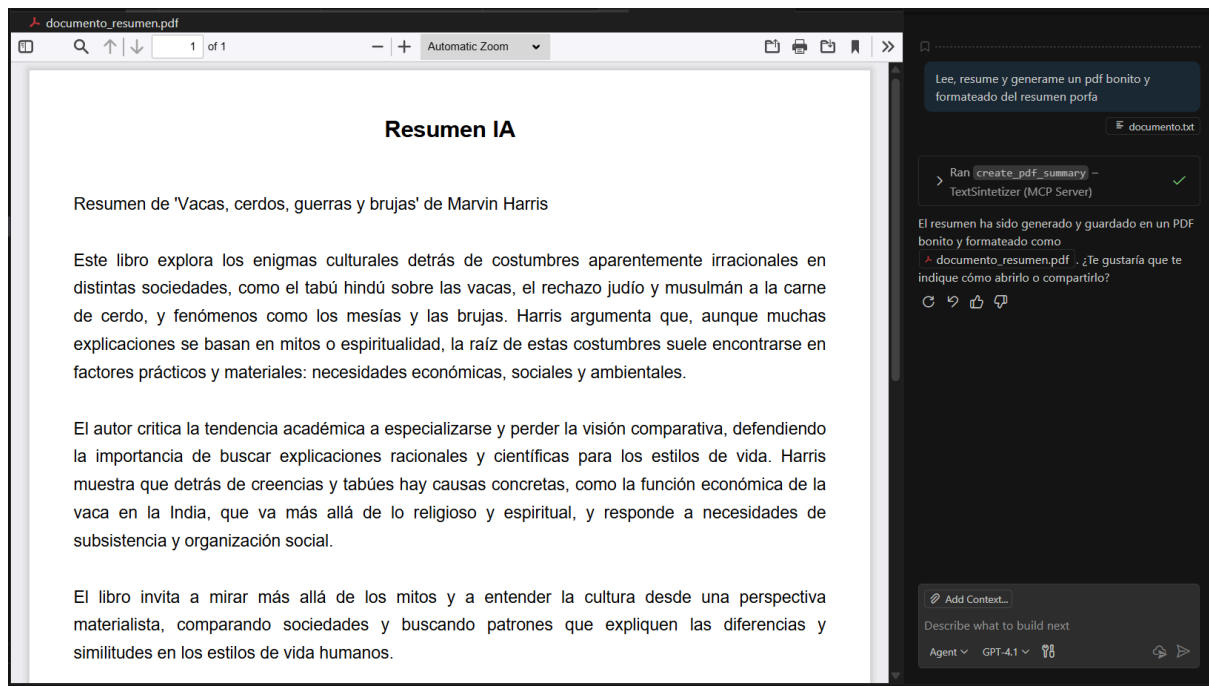 documento_resumen.pdf
1 of 1
Automatic Zoom
Resumen IA
Resumen de 'Vacas, cerdos, guerras y brujas' de Marvin Harris
Este libro explora los enigmas culturales detrás de costumbres aparentemente irracionales en
distintas sociedades, como el tabú hindú sobre las vacas, el rechazo judío y musulmán a la carne
de cerdo, y fenómenos como los mesías y las brujas. Harris argumenta que, aunque muchas
explicaciones se basan en mitos o espiritualidad, la raíz de estas costumbres suele encontrarse en
factores prácticos y materiales: necesidades económicas, sociales y ambientales.
El autor critica la tendencia académica a especializarse y perder la visión comparativa, defendiendo
la importancia de buscar explicaciones racionales y científicas para los estilos de vida. Harris
muestra que detrás de creencias y tabúes hay causas concretas, como la función económica de la
vaca en la India, que va más allá de lo religioso y espiritual, y responde a necesidades de
subsistencia y organización social.
El libro invita a mirar más allá de los mitos y a entender la cultura desde una perspectiva
materialista, comparando sociedades y buscando patrones que expliquen las diferencias y
similitudes en los estilos de vida humanos.
Lee, resume y generame un pdf bonito y
formateado del resumen porfa
documento.txt
Ran create_pdf_summary –
TextSintetizer (MCP Server)
El resumen ha sido generado y guardado en un PDF
bonito y formateado como
documento_resumen.pdf . ¿Te gustaría que te
indique cómo abrirlo o compartirlo?
Add Context...
Describe what to build next
Agent GPT-4.1